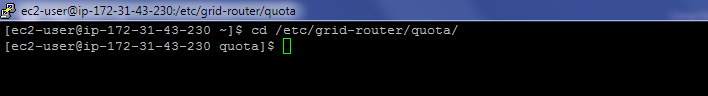 ec2-user@ip-172-31-43-230:/etc/grid-router/quota
[ec2-user@ip-172-31-43-230 ~]$ cd /etc/grid-router/quota/
[ec2-user@ip-172-31-43-230 quota]$